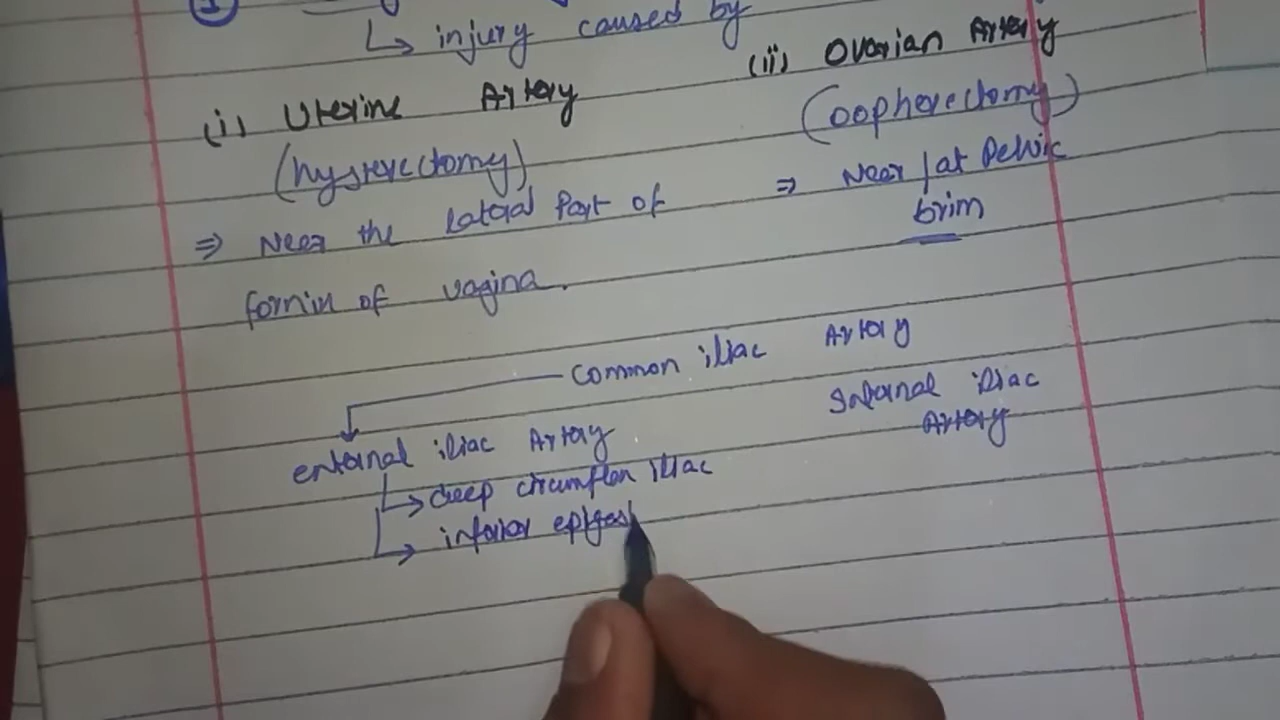 ↳ injury caused by
(i) Uterine Artery
(hysterectomy)
⇒ Near the Lateral Part of
fornix of vagina.
(ii) Ovarian Artery
(oopherectomy)
⇒ Near / at Pelvic
brim
Common iliac Artery
external iliac Artery
↳ deep circumflex iliac
↳ inferior epigas
Internal iliac
Artery